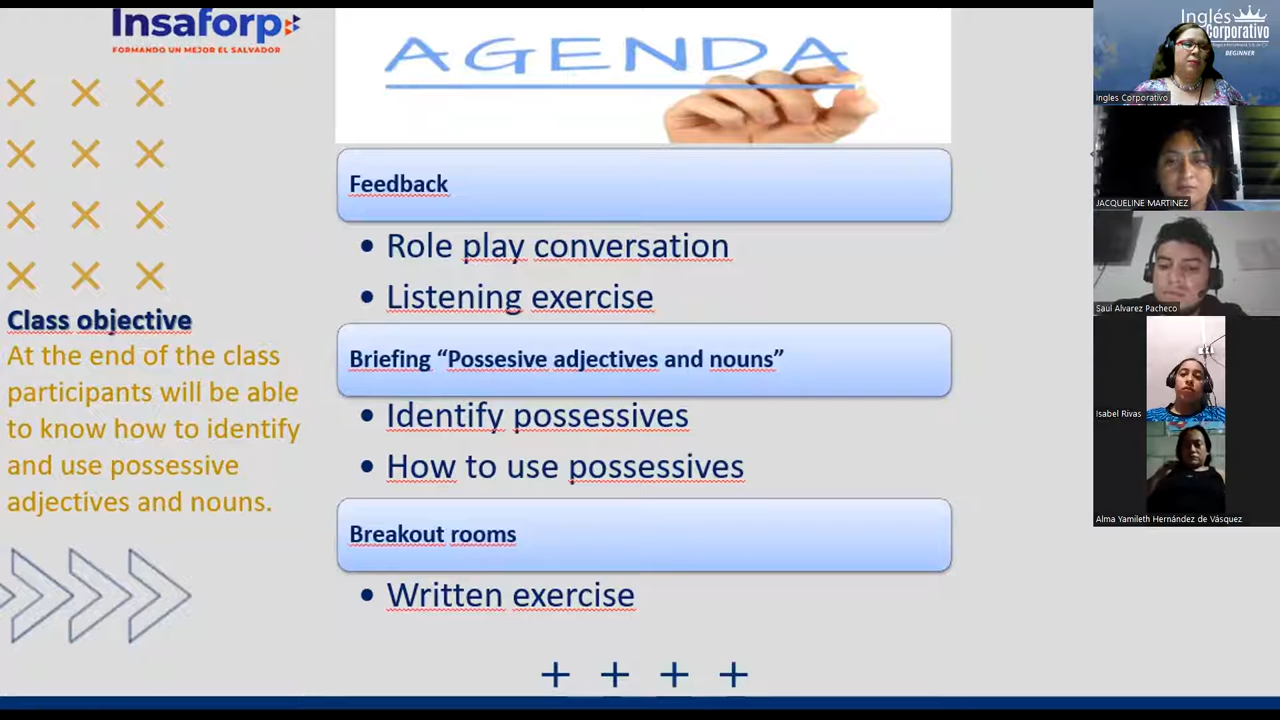 Insaforp
FORMANDO UN MEJOR EL SALVADOR
AGENDA
Feedback
• Role play conversation
• Listening exercise
Briefing “Possesive adjectives and nouns”
• Identify possessives
• How to use possessives
Breakout rooms
• Written exercise
Class objective
At the end of the class
participants will be able
to know how to identify
and use possessive
adjectives and nouns.
Inglés
Corporativo
BEGINNER
Ingles Corporativo
JACQUELINE MARTINEZ
Saul Alvarez Pacheco
Isabel Rivas
Alma Yamileth Hernández de Vásquez